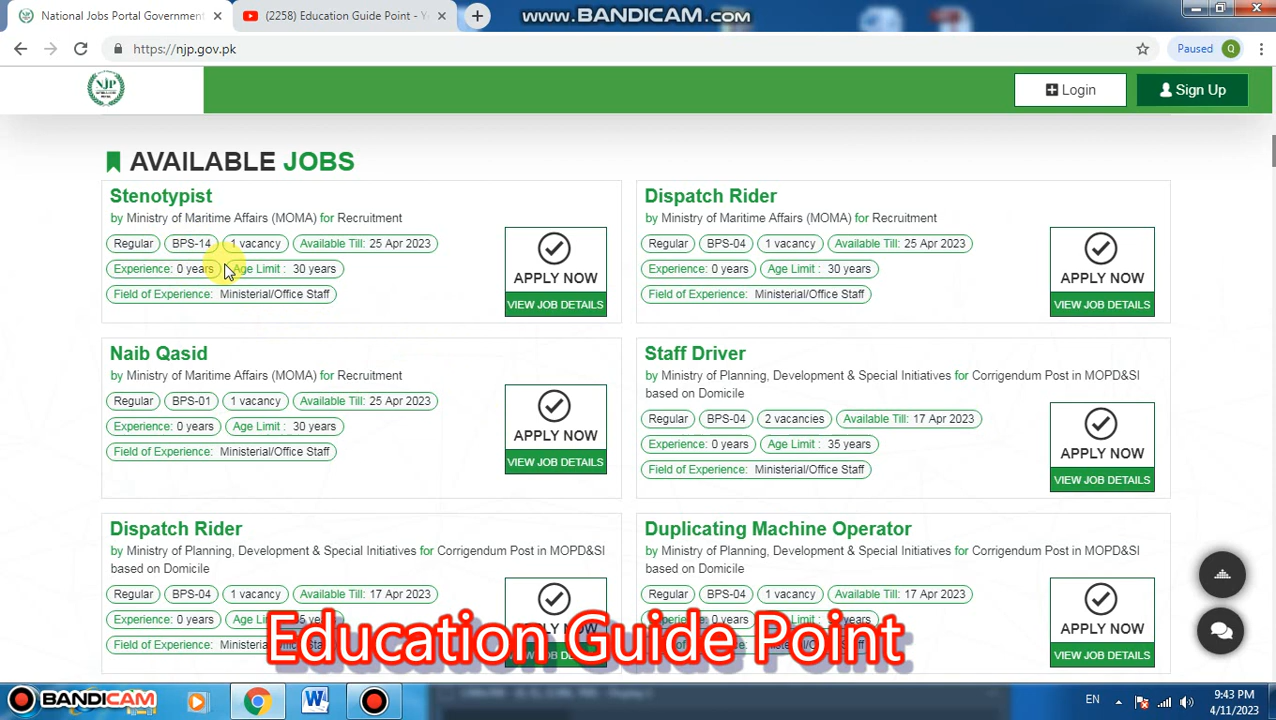 National Jobs Portal Government
(2258) Education Guide Point - Y
www.BANDICAM.com
https://njp.gov.pk
Paused Q
NJP
Login
Sign Up
AVAILABLE JOBS
Stenotypist
by Ministry of Maritime Affairs (MOMA) for Recruitment
Regular BPS-14 1 vacancy Available Till: 25 Apr 2023
Experience: 0 years Age Limit : 30 years
Field of Experience: Ministerial/Office Staff
APPLY NOW
VIEW JOB DETAILS
Dispatch Rider
by Ministry of Maritime Affairs (MOMA) for Recruitment
Regular BPS-04 1 vacancy Available Till: 25 Apr 2023
Experience: 0 years Age Limit : 30 years
Field of Experience: Ministerial/Office Staff
APPLY NOW
VIEW JOB DETAILS
Naib Qasid
by Ministry of Maritime Affairs (MOMA) for Recruitment
Regular BPS-01 1 vacancy Available Till: 25 Apr 2023
Experience: 0 years Age Limit : 30 years
Field of Experience: Ministerial/Office Staff
APPLY NOW
VIEW JOB DETAILS
Staff Driver
by Ministry of Planning, Development & Special Initiatives for Corrigendum Post in MOPD&SI
based on Domicile
Regular BPS-04 2 vacancies Available Till: 17 Apr 2023
Experience: 0 years Age Limit : 35 years
Field of Experience: Ministerial/Office Staff
APPLY NOW
VIEW JOB DETAILS
Dispatch Rider
by Ministry of Planning, Development & Special Initiatives for Corrigendum Post in MOPD&SI
based on Domicile
Regular BPS-04 1 vacancy Available Till: 17 Apr 2023
Experience: 0 years
Field of Experience:
APPLY NOW
Duplicating Machine Operator
by Ministry of Planning, Development & Special Initiatives for Corrigendum Post in MOPD&SI
based on Domicile
Regular BPS-04 1 vacancy Available Till: 17 Apr 2023
APPLY NOW
VIEW JOB DETAILS
Education Guide Point
BANDICAM
EN
9:43 PM
4/11/2023